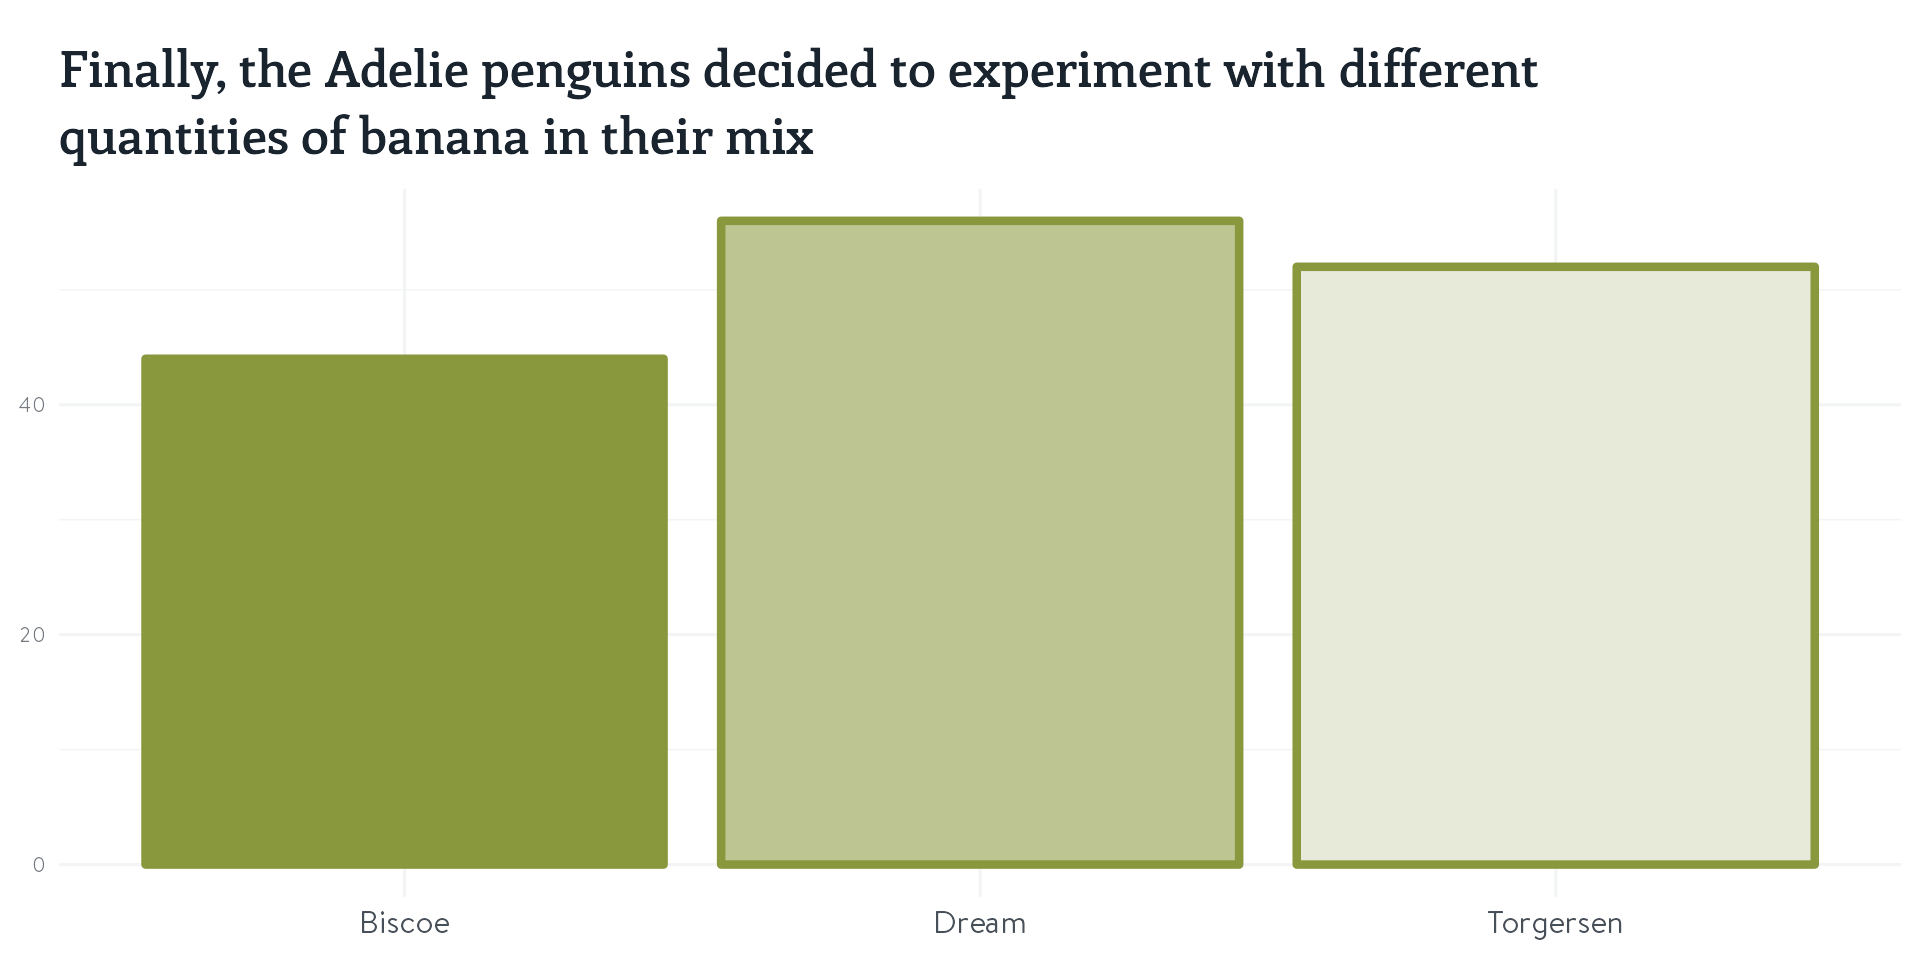 Finally, the Adelie penguins decided to experiment with different
quantities of banana in their mix
40
20
0
Biscoe
Dream
Torgersen